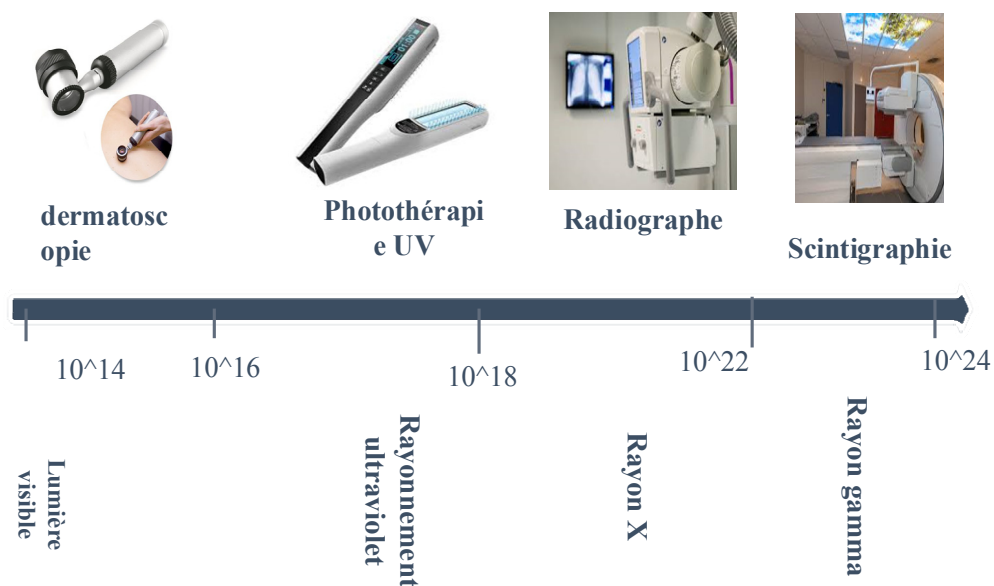 dermatosc
opie
Photothérapi
e UV
Radiographe
Scintigraphie
10^14
10^16
10^18
10^22
10^24
Lumière
visible
Rayonnement
ultraviolet
Rayon X
Rayon gamma